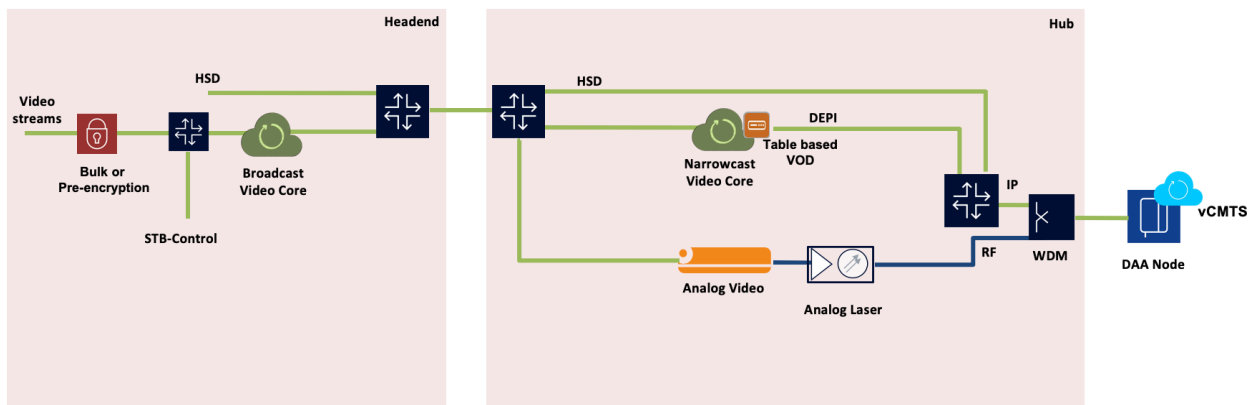 Headend
Hub
HSD
Video
streams
Bulk or
Pre-encryption
Broadcast
Video Core
STB-Control
HSD
DEPI
Table based
VOD
Narrowcast
Video Core
IP
RF
WDM
vCMTS
DAA Node
Analog Video
Analog Laser